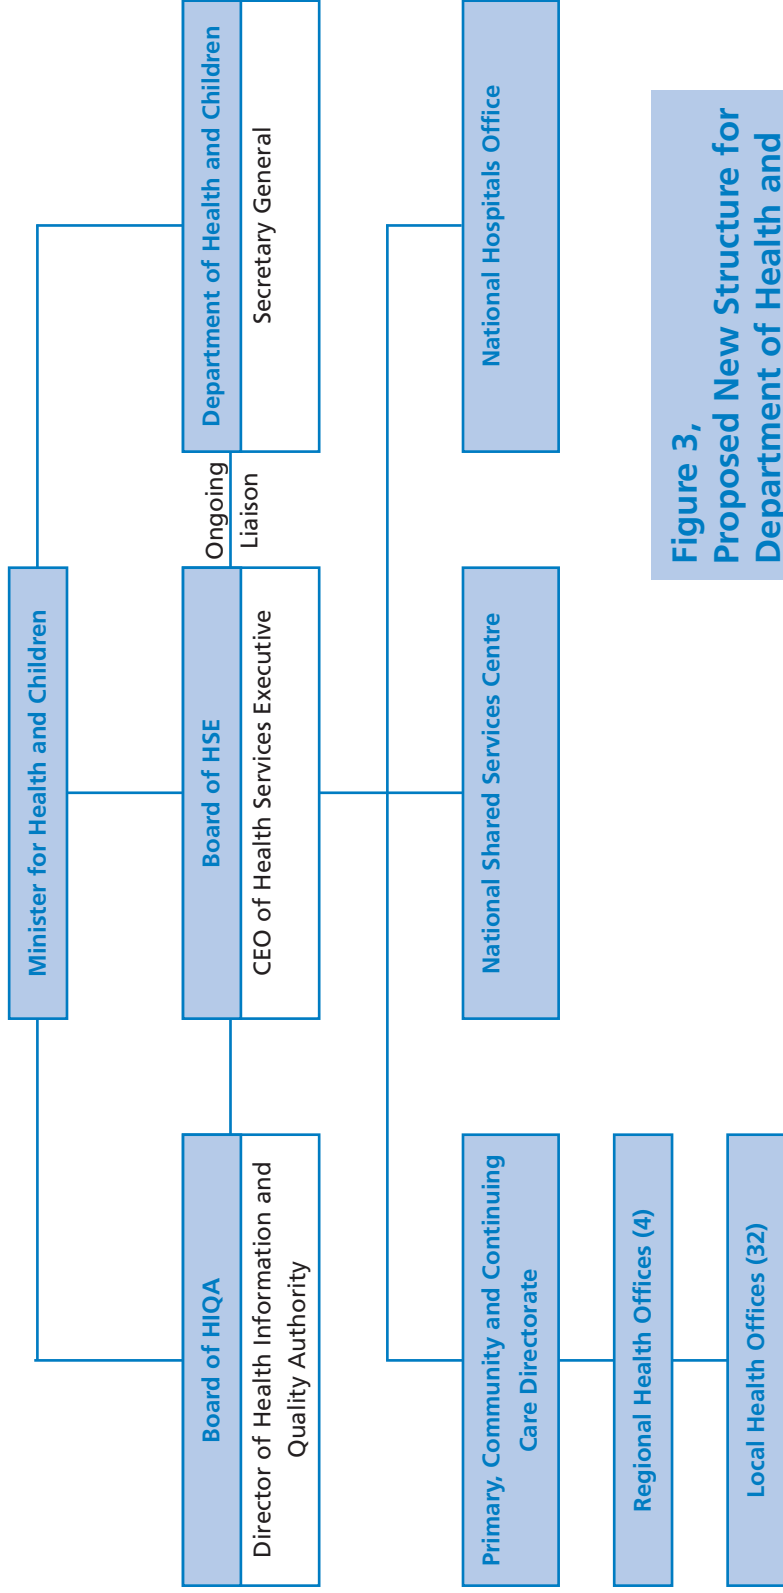 Minister for Health and Children
Board of HIQA
Director of Health Information and
Quality Authority
Board of HSE
CEO of Health Services Executive
Ongoing
Liaison
Department of Health and Children
Secretary General
Primary, Community and Continuing
Care Directorate
National Shared Services Centre
National Hospitals Office
Regional Health Offices (4)
Local Health Offices (32)
Figure 3,
Proposed New Structure for
Department of Health and